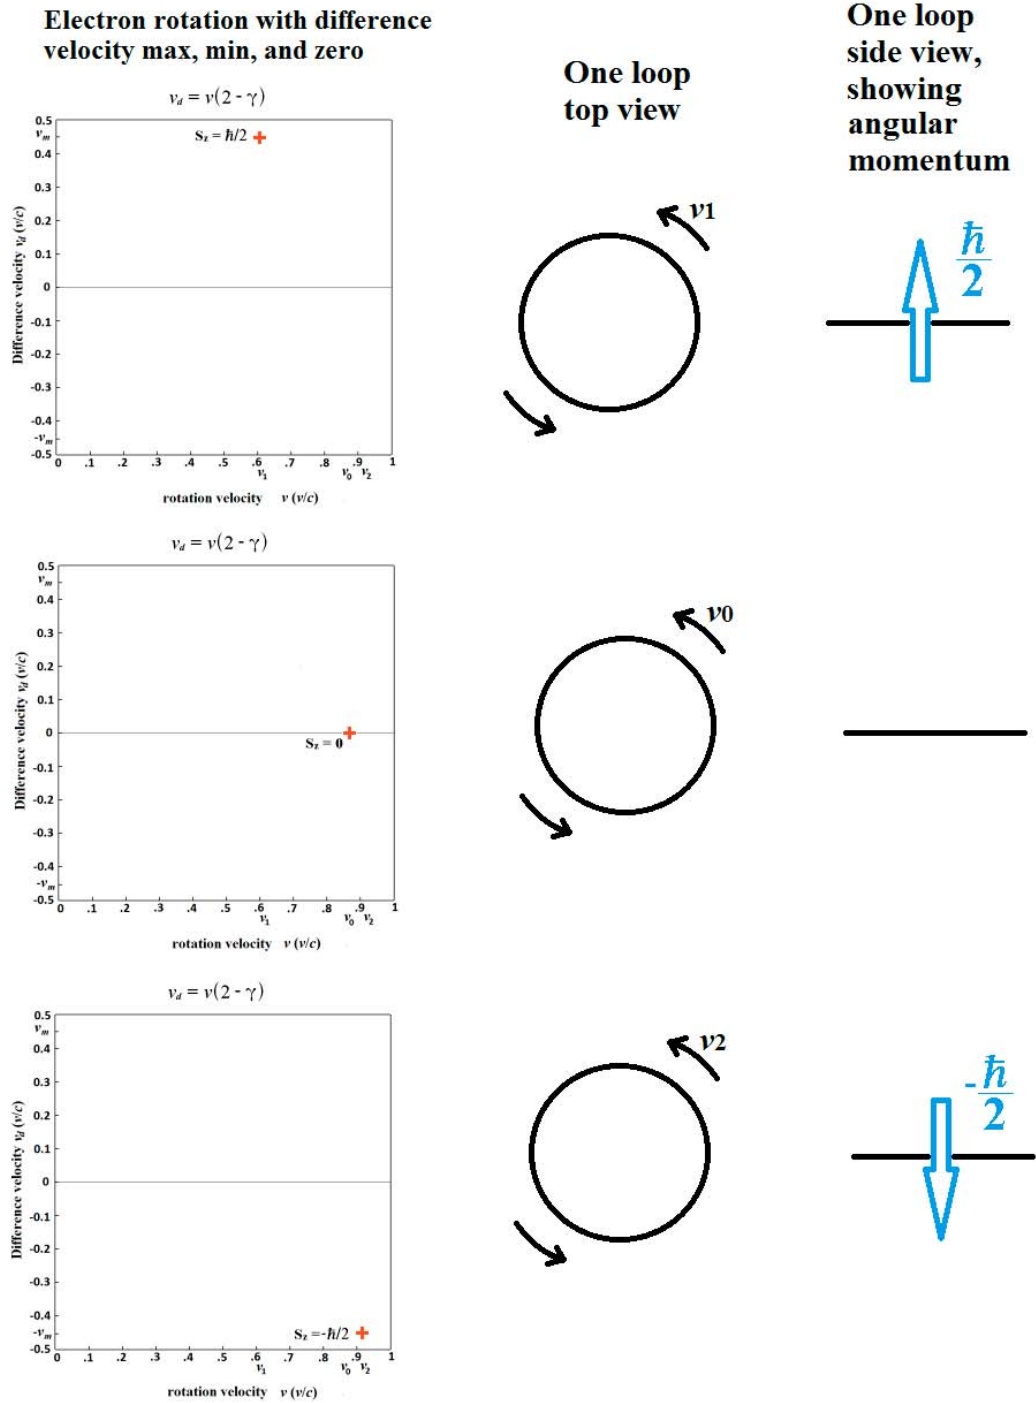 Electron rotation with difference
velocity max, min, and zero
One loop
top view
One loop
side view,
showing
angular
momentum
v_d = v(2 - γ)
0.5
v_m
0.4
0.3
0.2
0.1
0
-0.1
-0.2
-0.3
-0.4
-v_m
-0.5
Difference velocity v_d (v/c)
S_z = ℏ/2
0 .1 .2 .3 .4 .5 .6 .7 .8 .9 1
v_1 v_0 v_2
rotation velocity v (v/c)
v1
ℏ
2
v_d = v(2 - γ)
0.5
v_m
0.4
0.3
0.2
0.1
0
-0.1
-0.2
-0.3
-0.4
-v_m
-0.5
Difference velocity v_d (v/c)
S_z = 0
0 .1 .2 .3 .4 .5 .6 .7 .8 .9 1
v_1 v_0 v_2
rotation velocity v (v/c)
v0
v_d = v(2 - γ)
0.5
v_m
0.4
0.3
0.2
0.1
0
-0.1
-0.2
-0.3
-0.4
-v_m
-0.5
Difference velocity v_d (v/c)
S_z =-ℏ/2
0 .1 .2 .3 .4 .5 .6 .7 .8 .9 1
v_1 v_0 v_2
rotation velocity v (v/c)
v2
-ℏ
2